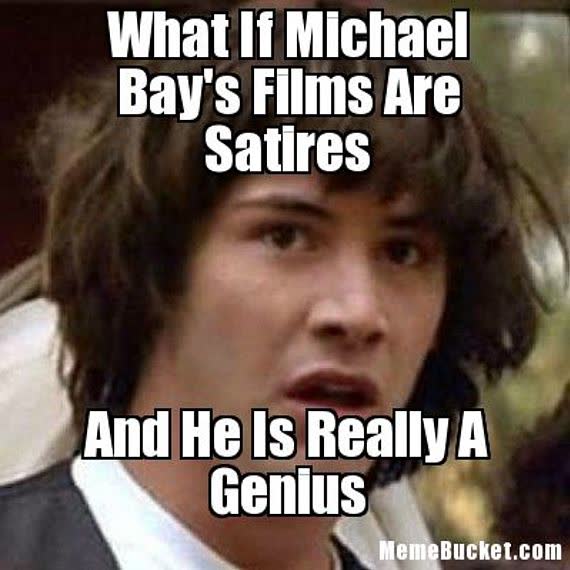 What If Michael
Bay's Films Are
Satires
And He Is Really A
Genius
MemeBucket.com